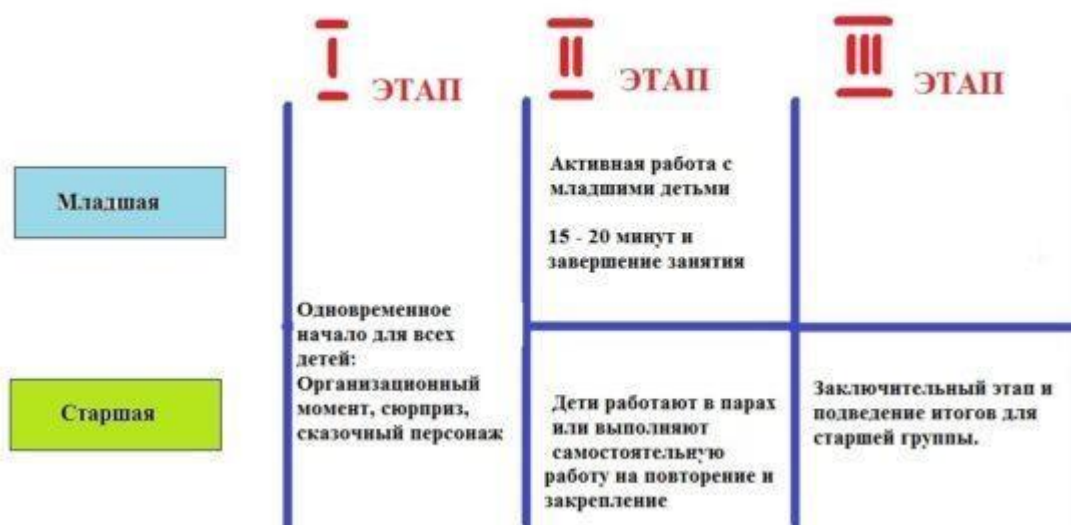 I ЭТАП
II ЭТАП
III ЭТАП
Младшая
Активная работа с
младшими детьми
15 - 20 минут и
завершение занятия
Одновременное
начало для всех
детей:
Организационный
момент, сюрприз,
сказочный персонаж
Старшая
Дети работают в парах
или выполняют
самостоятельную
работу на повторение и
закрепление
Заключительный этап и
подведение итогов для
старшей группы.